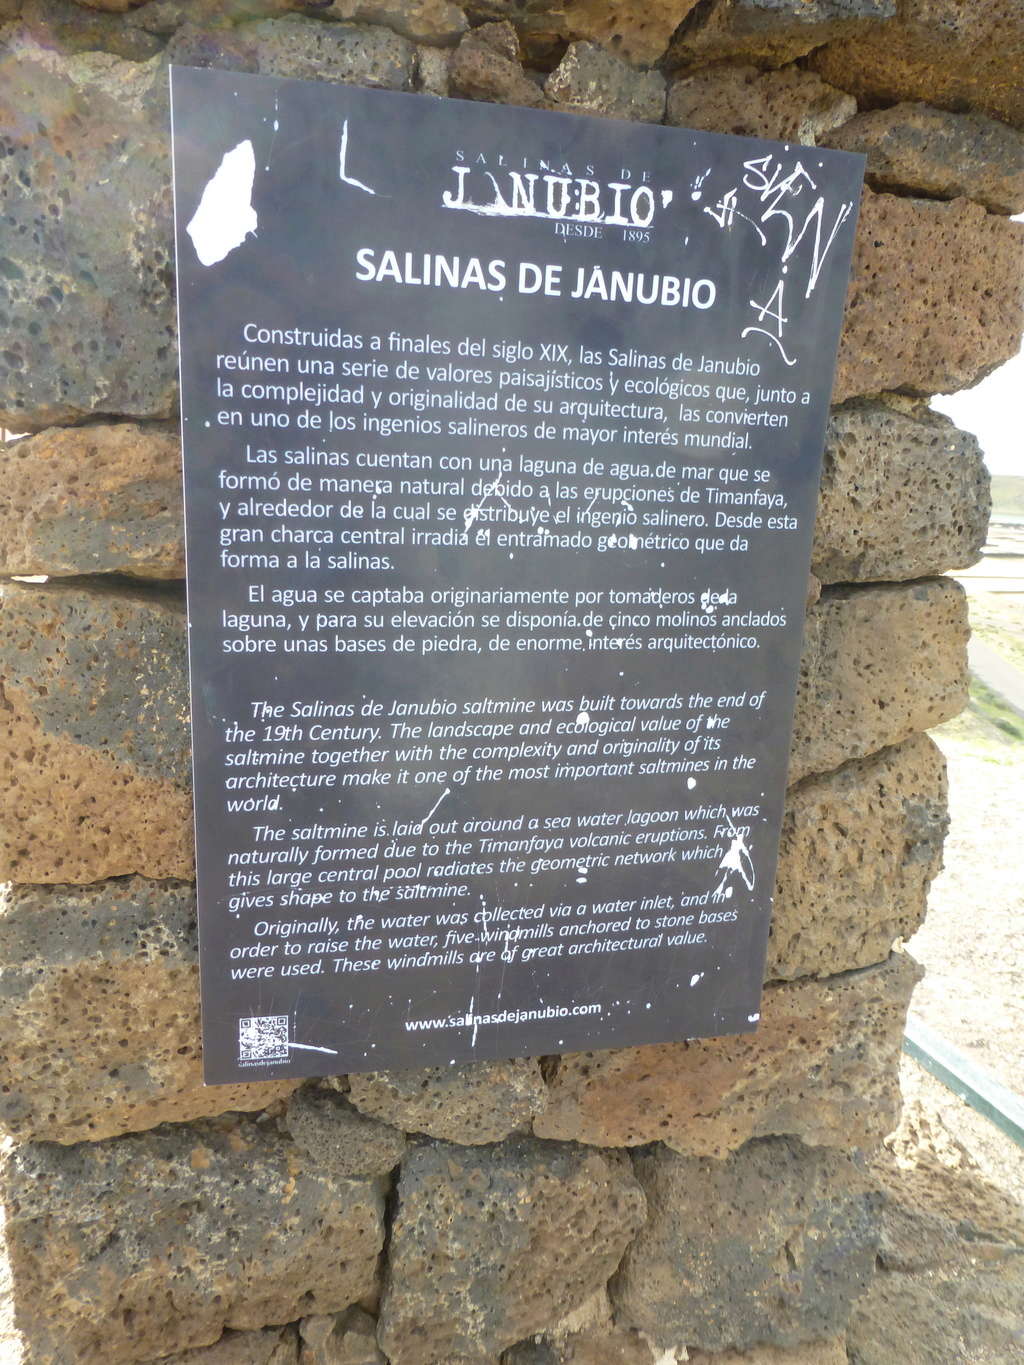 SALINAS DE
JANUBIO
DESDE 1895
SALINAS DE JANUBIO
Construidas a finales del siglo XIX, las Salinas de Janubio
reúnen una serie de valores paisajísticos y ecológicos que, junto a
la complejidad y originalidad de su arquitectura, las convierten
en uno de los ingenios salineros de mayor interés mundial.
Las salinas cuentan con una laguna de agua de mar que se
formó de manera natural debido a las erupciones de Timanfaya,
y alrededor de la cual se distribuye el ingenio salinero. Desde esta
gran charca central irradia el entramado geométrico que da
forma a la salinas.
El agua se captaba originariamente por tomaderos de la
laguna, y para su elevación se disponía de cinco molinos anclados
sobre unas bases de piedra, de enorme interés arquitectónico.
The Salinas de Janubio saltmine was built towards the end of
the 19th Century. The landscape and ecological value of the
saltmine together with the complexity and originality of its
architecture make it one of the most important saltmines in the
world.
The saltmine is laid out around a sea water lagoon which was
naturally formed due to the Timanfaya volcanic eruptions. From
this large central pool radiates the geometric network which
gives shape to the saltmine.
Originally, the water was collected via a water inlet, and in
order to raise the water, five windmills anchored to stone bases
were used. These windmills are of great architectural value.
www.salinasdejanubio.com
salinasdejanubio